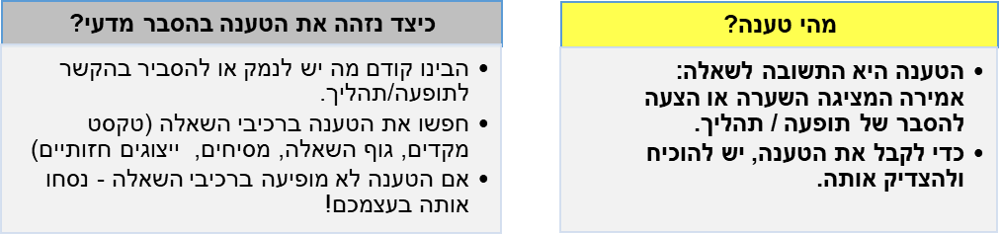 מהי טענה?
• הטענה היא התשובה לשאלה:
אמירה המציגה השערה או הצעה
להסבר של תופעה / תהליך.
• כדי לקבל את הטענה, יש להוכיח
ולהצדיק אותה.
כיצד נזהה את הטענה בהסבר מדעי?
• הבינו קודם מה יש לנמק או להסביר בהקשר
לתופעה/תהליך.
• חפשו את הטענה ברכיבי השאלה (טקסט
מקדים, גוף השאלה, מסיחים, ייצוגים חזותיים)
• אם הטענה לא מופיעה ברכיבי השאלה - נסחו
אותה בעצמכם!